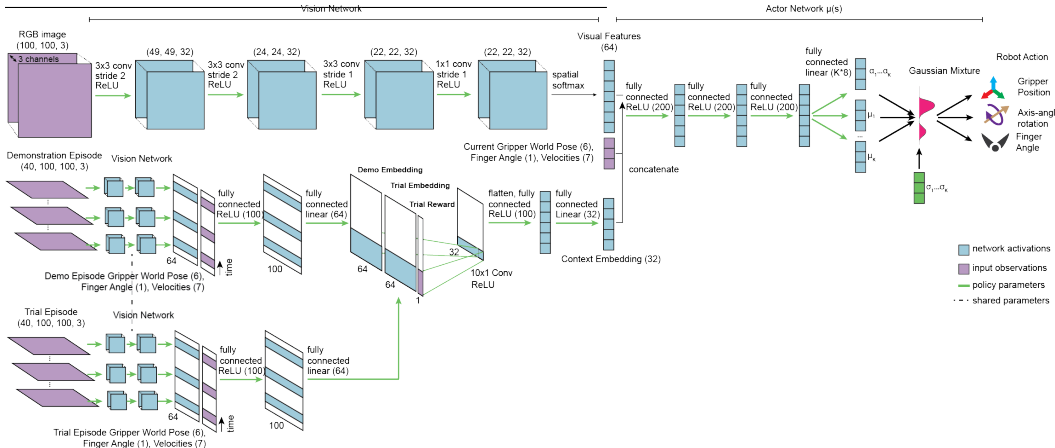 Vision Network
Actor Network μ(s)
RGB image
(100, 100, 3)
3 channels
3x3 conv
stride 2
ReLU
(49, 49, 32)
3x3 conv
stride 2
ReLU
(24, 24, 32)
3x3 conv
stride 1
ReLU
(22, 22, 32)
1x1 conv
stride 1
ReLU
(22, 22, 32)
spatial
softmax
Visual Features
(64)
fully
connected
ReLU (200)
fully
connected
ReLU (200)
fully
connected
ReLU (200)
fully
connected
linear (K*8)
α₁...α
μ
...
μ
Gaussian Mixture
σ₁...σ
Robot Action
Gripper
Position
Axis-angl
rotation
Finger
Angle
Current Gripper World Pose (6),
Finger Angle (1), Velocities (7)
concatenate
Demonstration Episode
(40, 100, 100, 3)
Vision Network
fully
connected
ReLU (100)
fully
connected
linear (64)
Demo Embedding
Trial Embedding
Trial Reward
flatten, fully
connected
ReLU (100)
fully
connected
Linear (32)
64
time
100
64
64
1
32
10x1 Conv
ReLU
Context Embedding (32)
Demo Episode Gripper World Pose (6),
Finger Angle (1), Velocities (7)
network activations
input observations
policy parameters
shared parameters
Trial Episode
(40, 100, 100, 3)
Vision Network
fully
connected
ReLU (100)
fully
connected
linear (64)
64
time
100
Trial Episode Gripper World Pose (6),
Finger Angle (1), Velocities (7)